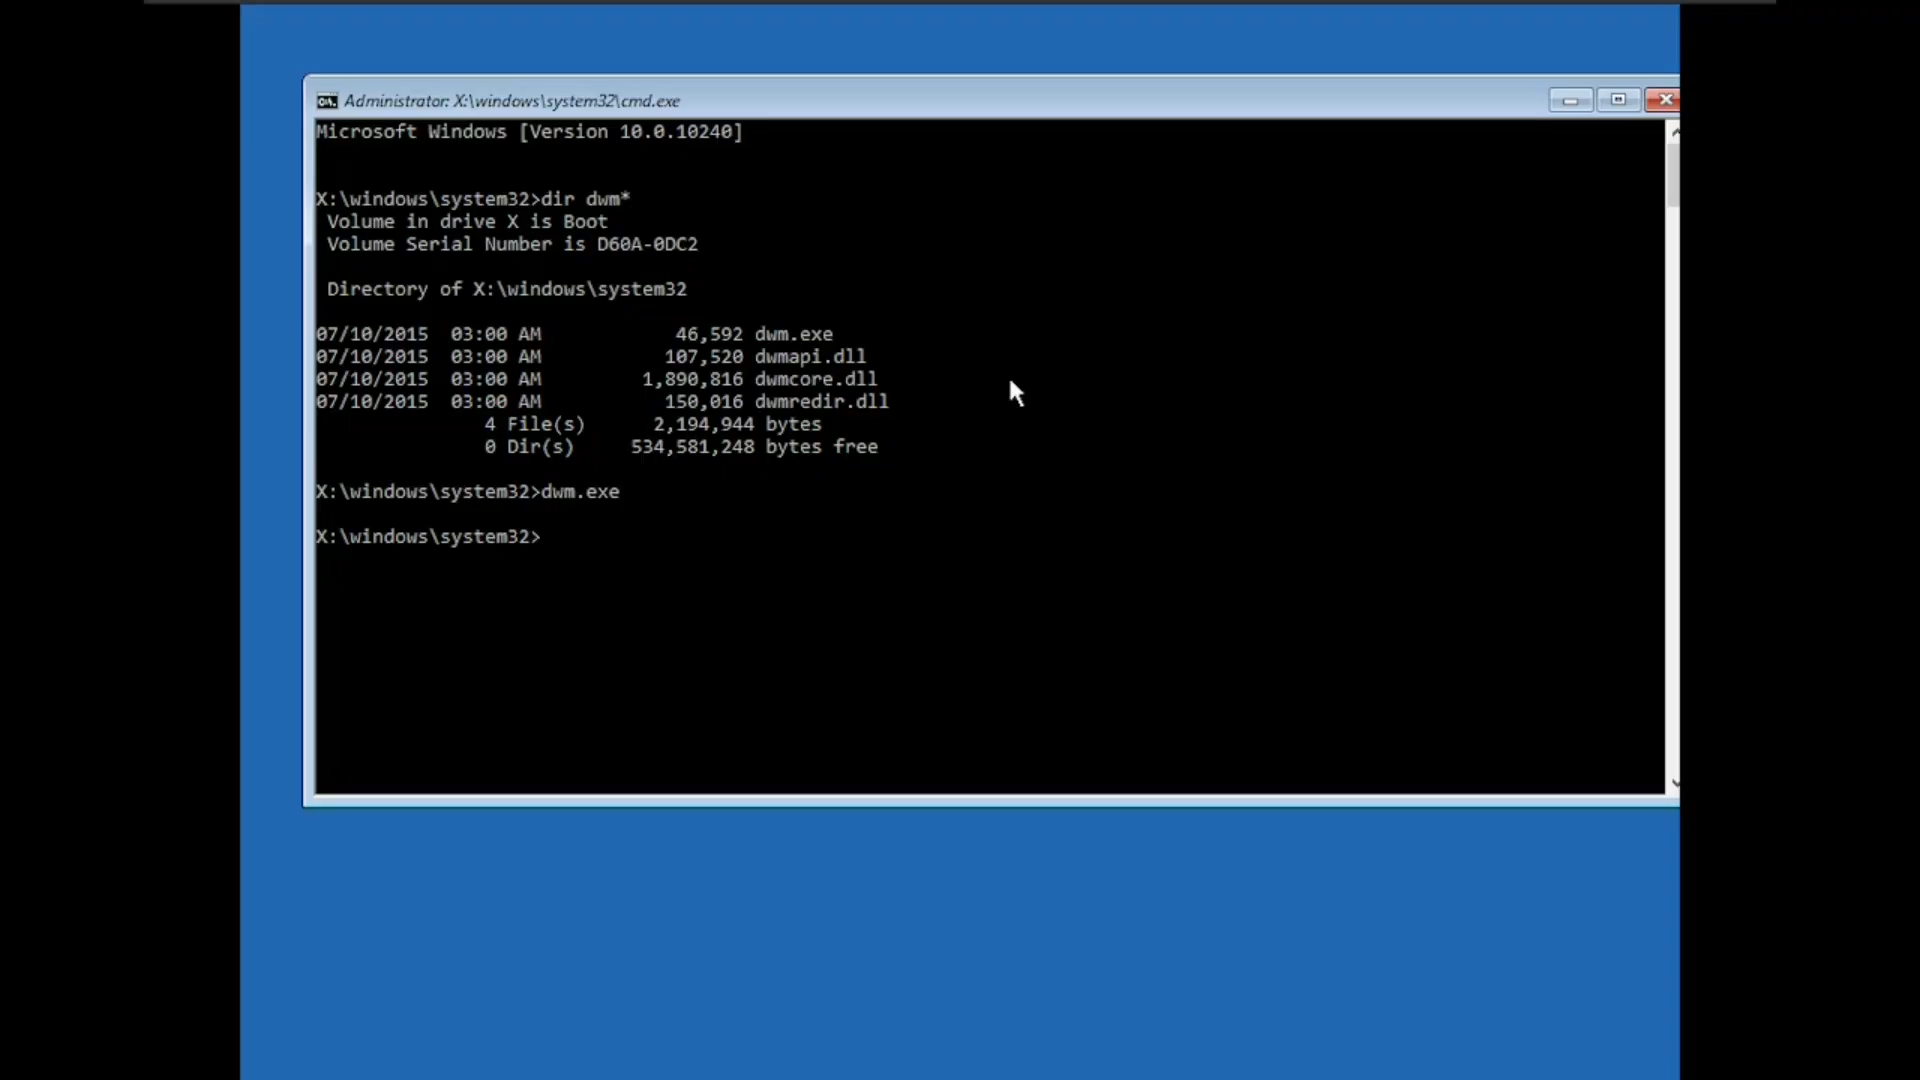 Administrator: X:\windows\system32\cmd.exe
Microsoft Windows [Version 10.0.10240]
X:\windows\system32>dir dwm*
Volume in drive X is Boot
Volume Serial Number is D60A-0DC2
Directory of X:\windows\system32
07/10/2015  03:00 AM            46,592 dwm.exe
07/10/2015  03:00 AM           107,520 dwmapi.dll
07/10/2015  03:00 AM         1,890,816 dwmcore.dll
07/10/2015  03:00 AM           150,016 dwmredir.dll
4 File(s)      2,194,944 bytes
0 Dir(s)     534,581,248 bytes free
X:\windows\system32>dwm.exe
X:\windows\system32>